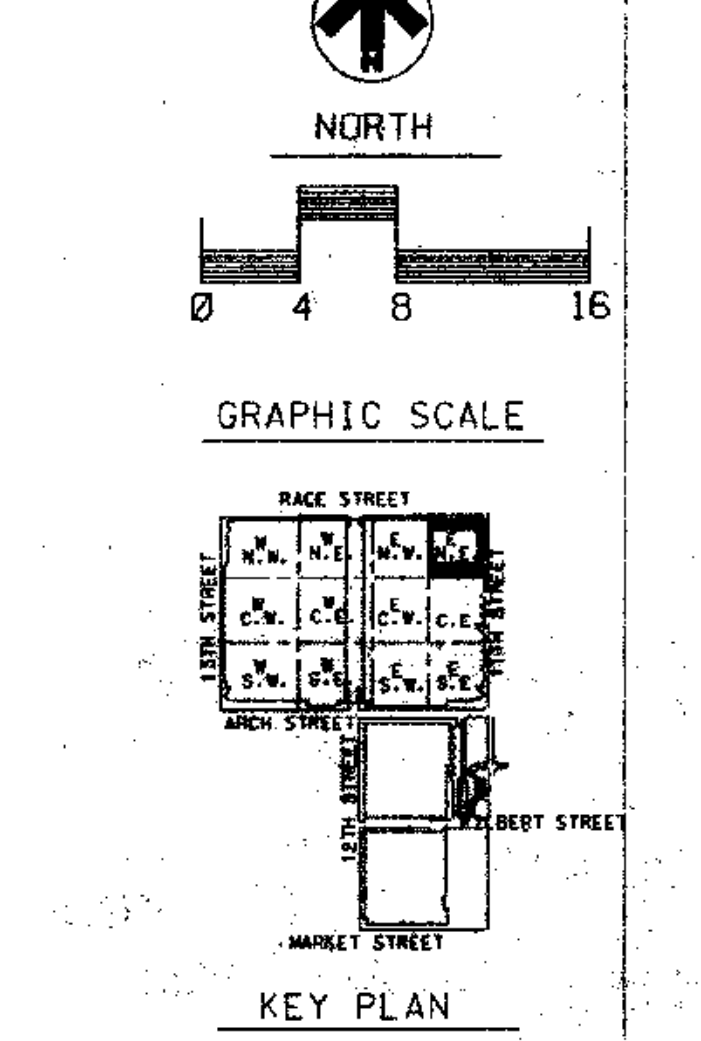 N
NORTH
0 4 8 16
GRAPHIC SCALE
RACE STREET
W W E E
N.W. N.E. N.W. N.E.
13TH STREET
11TH STREET
W W E
C.W. C.E. C.W. C.E.
W W E E
S.W. S.E. S.W. S.E.
ARCH STREET
12TH STREET
FILBERT STREET
MARKET STREET
KEY PLAN